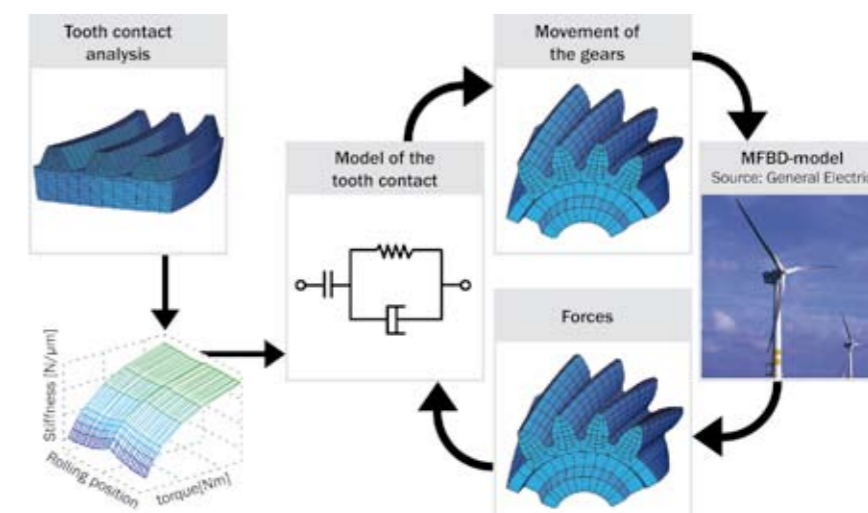 Tooth contact
analysis
Movement of
the gears
Model of the
tooth contact
MFBD-model
Source: General Electric
Forces
Stiffness [N/μm]
Rolling position
torque[Nm]